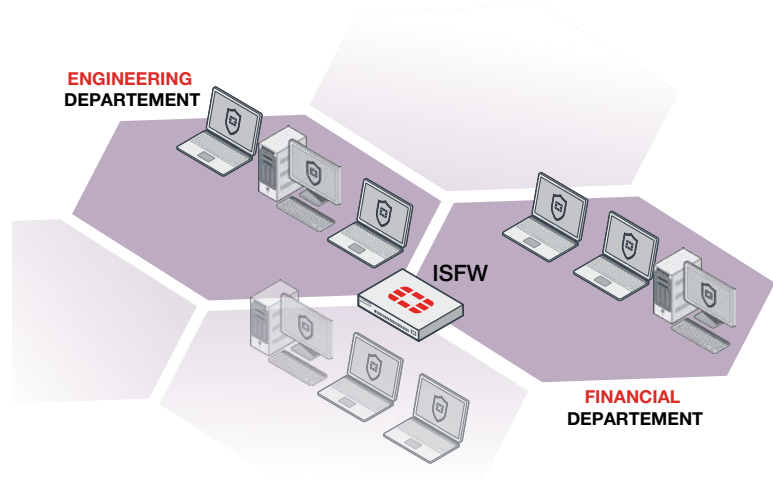 ENGINEERING
DEPARTEMENT
ISFW
FINANCIAL
DEPARTEMENT